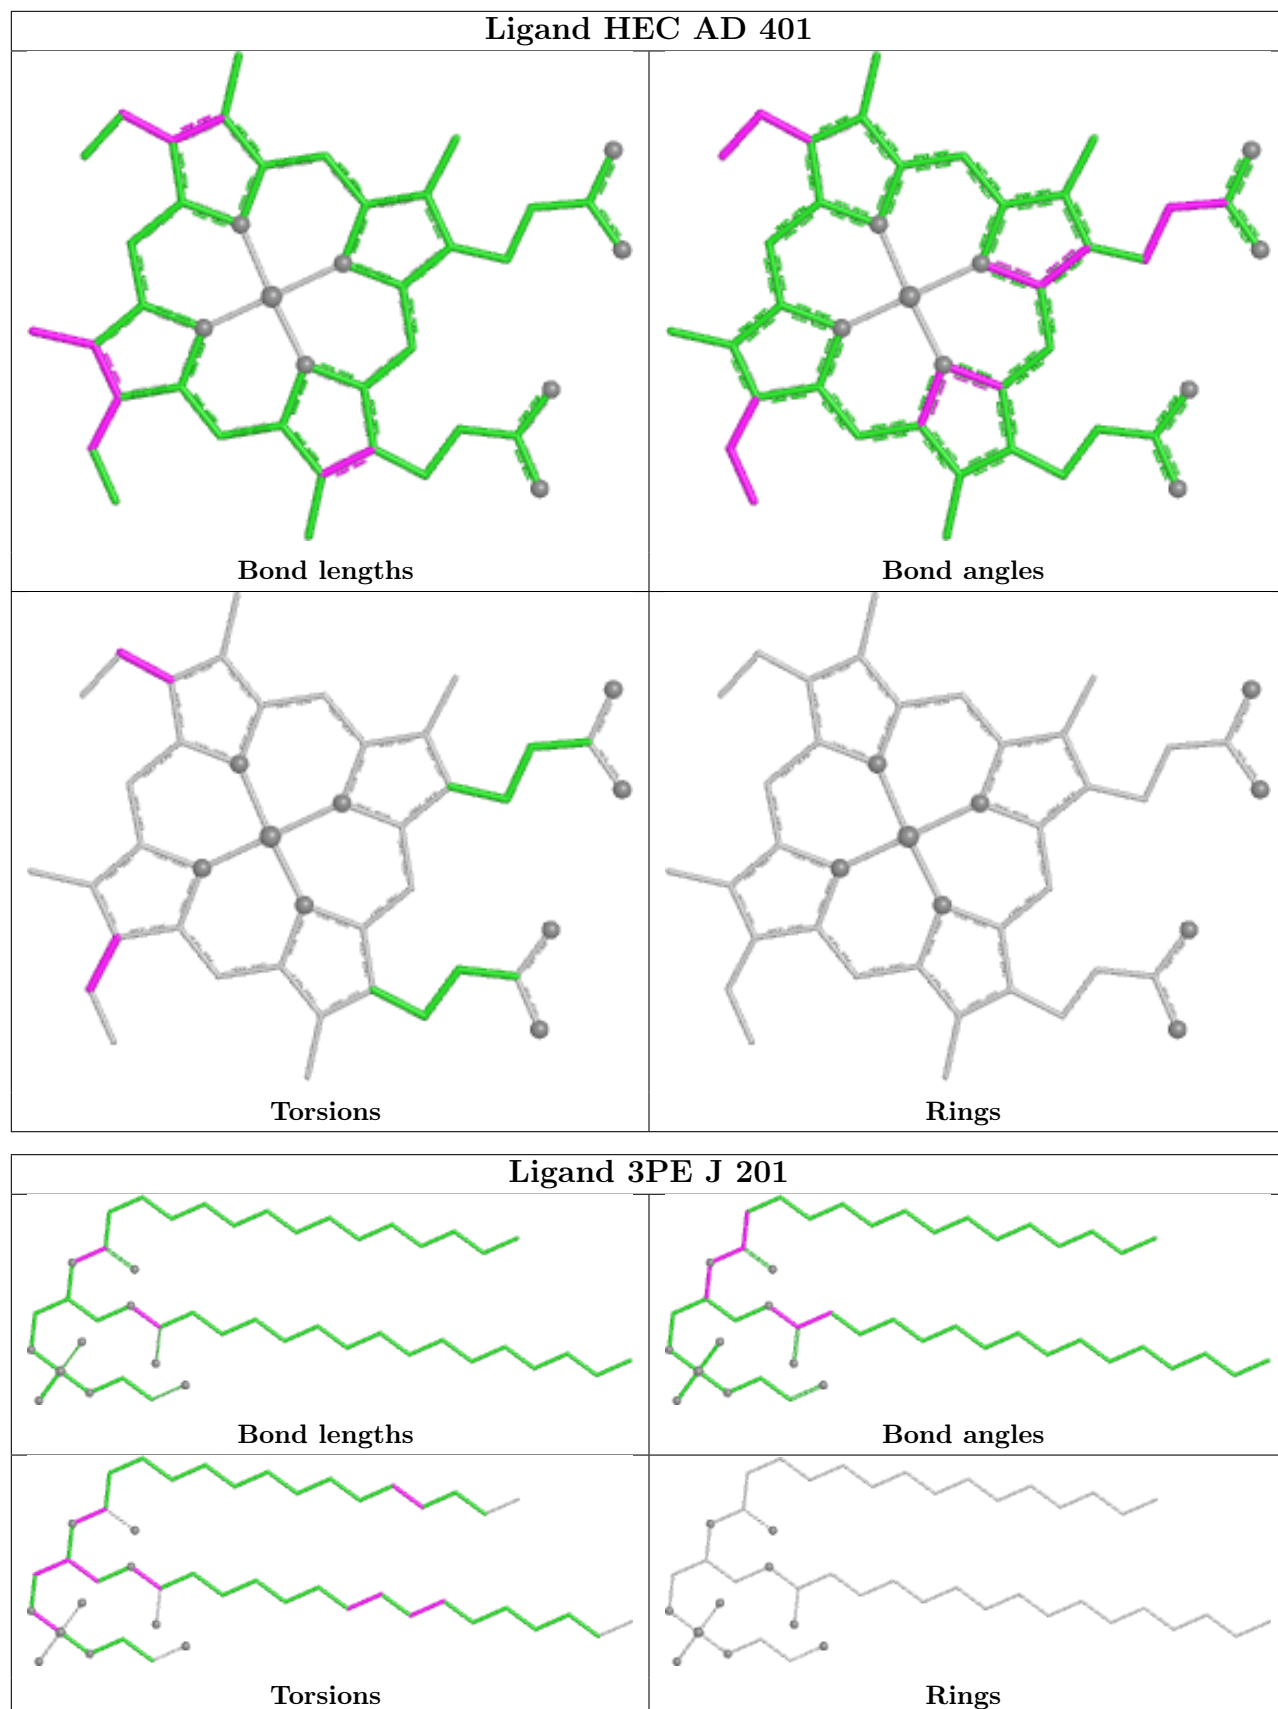 Ligand HEC AD 401
Bond lengths
Bond angles
Torsions
Rings
Ligand 3PE J 201
Bond lengths
Bond angles
Torsions
Rings